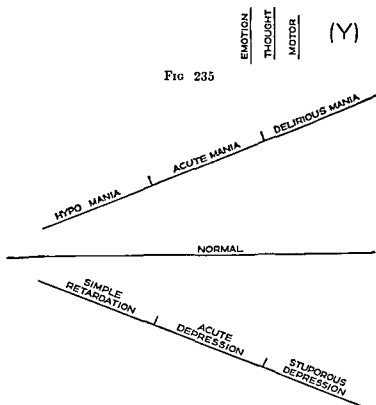 EMOTION
THOUGHT
MOTOR
(Y)
FIG 235
DELIRIOUS MANIA
ACUTE MANIA
HYPO MANIA
NORMAL
SIMPLE
RETARDATION
ACUTE
DEPRESSION
STUPOROUS
DEPRESSION